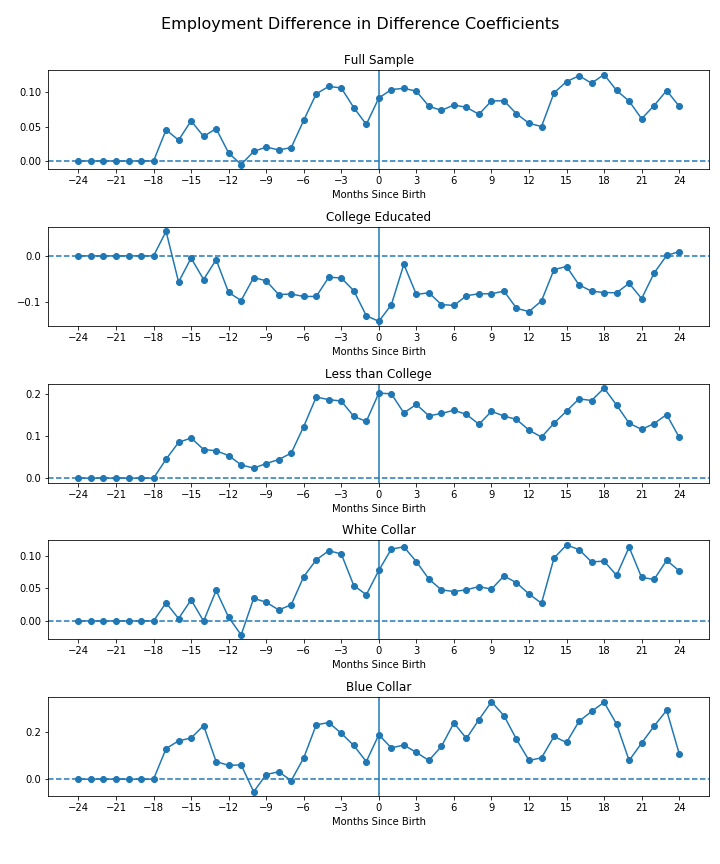 Employment Difference in Difference Coefficients
Full Sample
0.10
0.05
0.00
−24 −21 −18 −15 −12 −9 −6 −3 0 3 6 9 12 15 18 21 24
Months Since Birth
College Educated
0.0
−0.1
−24 −21 −18 −15 −12 −9 −6 −3 0 3 6 9 12 15 18 21 24
Months Since Birth
Less than College
0.2
0.1
0.0
−24 −21 −18 −15 −12 −9 −6 −3 0 3 6 9 12 15 18 21 24
Months Since Birth
White Collar
0.10
0.05
0.00
−24 −21 −18 −15 −12 −9 −6 −3 0 3 6 9 12 15 18 21 24
Months Since Birth
Blue Collar
0.2
0.0
−24 −21 −18 −15 −12 −9 −6 −3 0 3 6 9 12 15 18 21 24
Months Since Birth